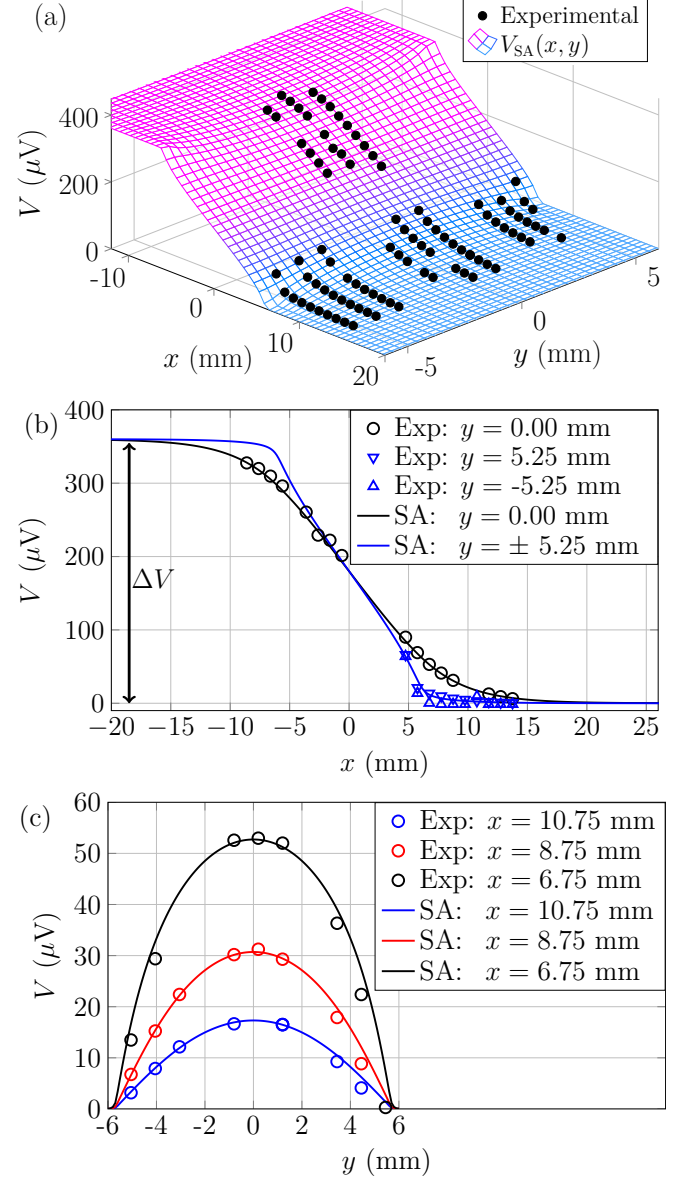 (a)
Experimental
V_SA(x, y)
V (μV)
400
200
0
-10
0
10
20
x (mm)
-5
0
5
y (mm)
(b)
400
300
200
100
0
V (μV)
ΔV
Exp: y = 0.00 mm
Exp: y = 5.25 mm
Exp: y = -5.25 mm
SA: y = 0.00 mm
SA: y = ± 5.25 mm
−20 −15 −10 −5 0 5 10 15 20 25
x (mm)
(c)
60
50
40
30
20
10
0
V (μV)
Exp: x = 10.75 mm
Exp: x = 8.75 mm
Exp: x = 6.75 mm
SA: x = 10.75 mm
SA: x = 8.75 mm
SA: x = 6.75 mm
-6 -4 -2 0 2 4 6
y (mm)